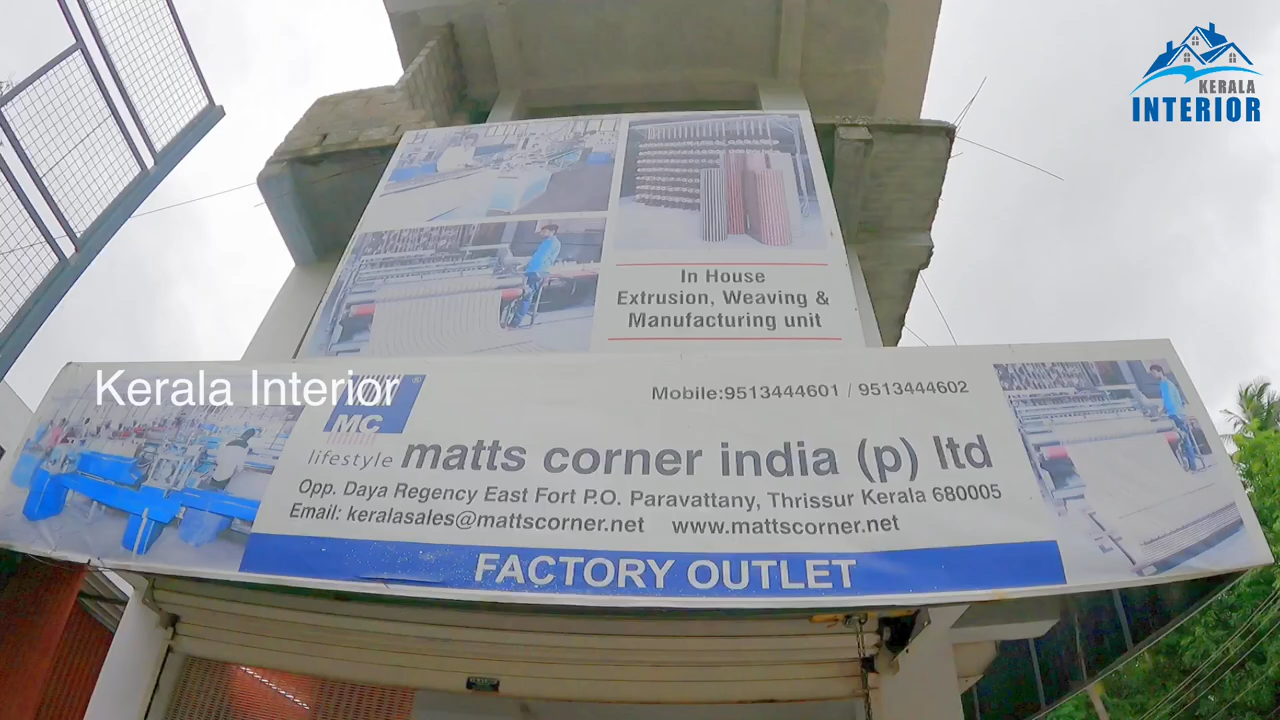 KERALA
INTERIOR
In House
Extrusion, Weaving &
Manufacturing unit
Kerala Interior
Mobile:9513444601 / 9513444602
MC
®
lifestyle matts corner india (p) ltd
Opp. Daya Regency East Fort P.O. Paravattany, Thrissur Kerala 680005
Email: keralasales@mattscorner.net www.mattscorner.net
FACTORY OUTLET